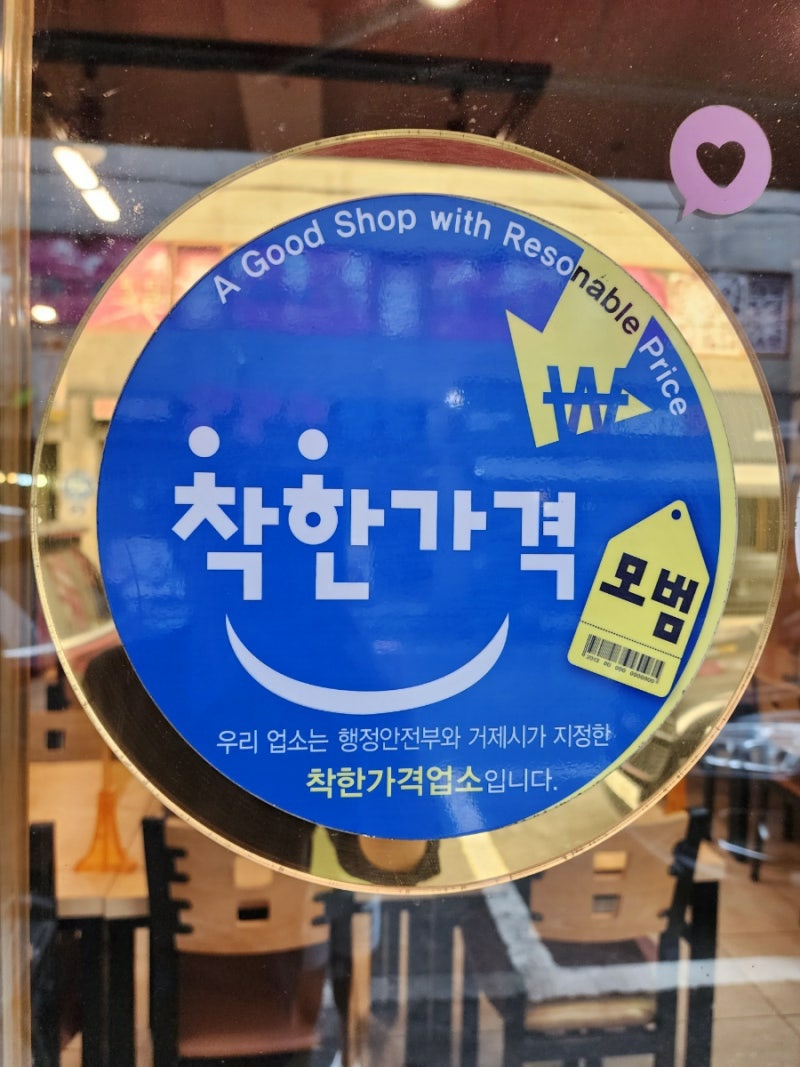 A Good Shop with Resonable Price
₩
착한가격
모범
우리 업소는 행정안전부와 거제시가 지정한
착한가격업소입니다.